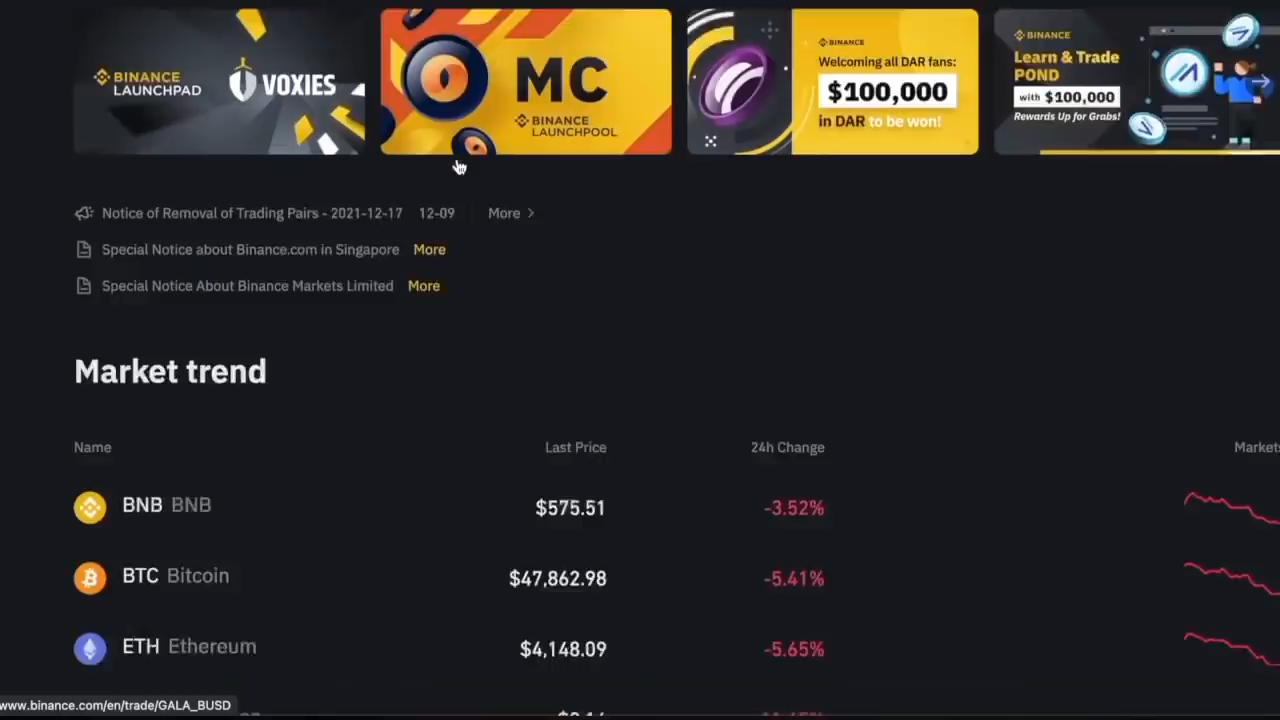 BINANCE
LAUNCHPAD
VOXIES
MC
BINANCE
LAUNCHPOOL
BINANCE
Welcoming all DAR fans:
$100,000
in DAR to be won!
BINANCE
Learn & Trade
POND
with $100,000
Rewards Up for Grabs!
Notice of Removal of Trading Pairs - 2021-12-17 12-09 More
Special Notice about Binance.com in Singapore More
Special Notice About Binance Markets Limited More
Market trend
Name Last Price 24h Change Markets
BNB BNB $575.51 -3.52%
BTC Bitcoin $47,862.98 -5.41%
ETH Ethereum $4,148.09 -5.65%
www.binance.com/en/trade/GALA_BUSD